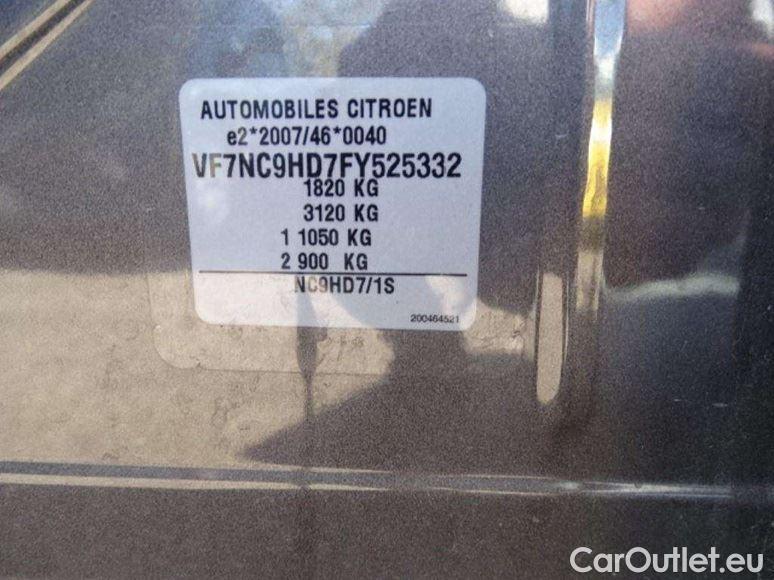 AUTOMOBILES CITROEN
e2*2007/46*0040
VF7NC9HD7FY525332
1820 KG
3120 KG
1 1050 KG
2 900 KG
NC9HD7/1S
200464521
CarOutlet.eu